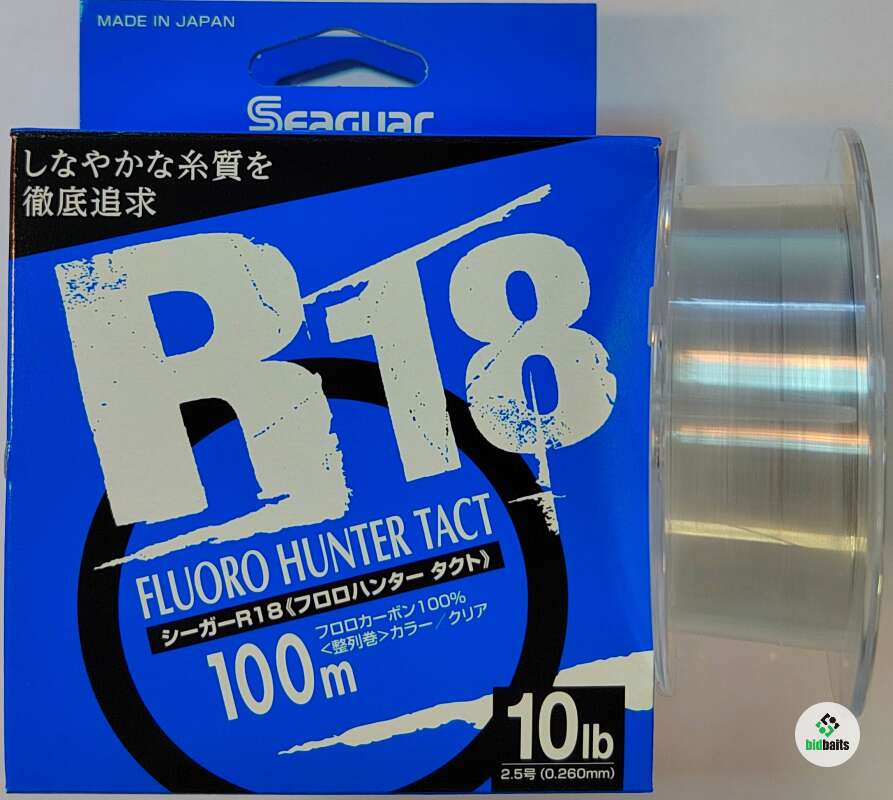 MADE IN JAPAN
Seaguar
しなやかな糸質を
徹底追求
R18
FLUORO HUNTER TACT
シーガーR18《フロロハンター タクト》
100m
フロロカーボン100%
<整列巻>カラー/クリア
10lb
2.5号(0.260mm)
bidbaits